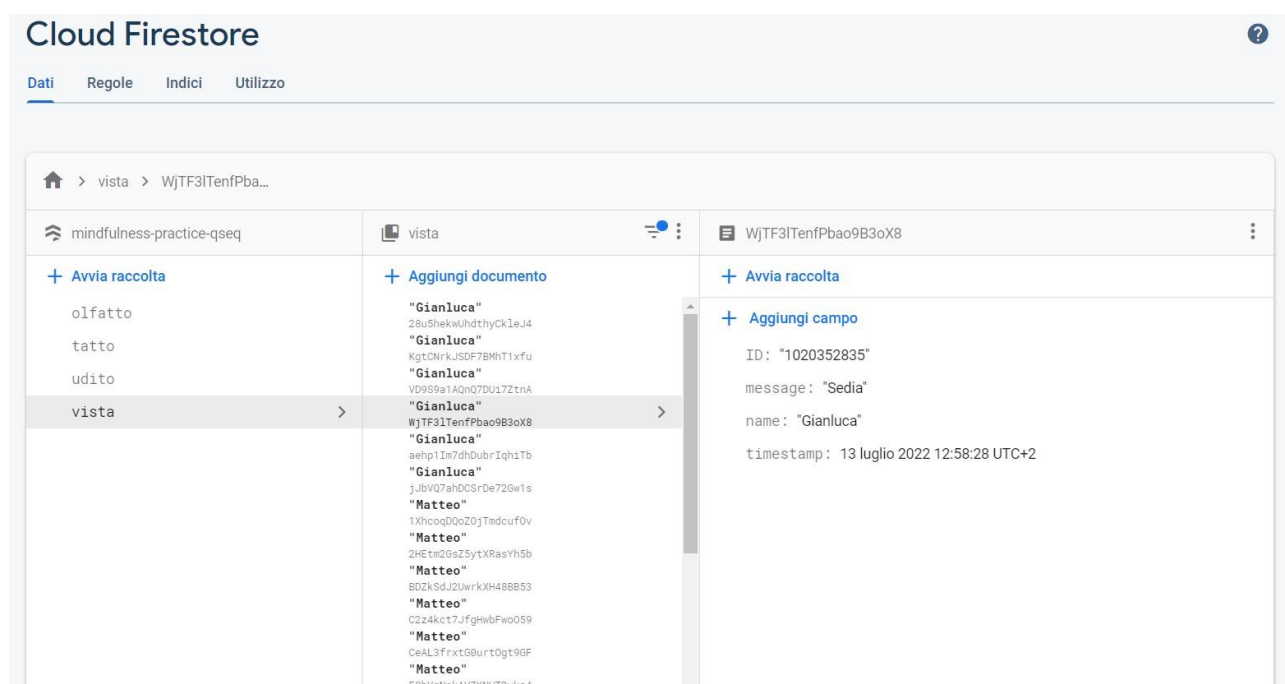 Cloud Firestore
Dati Regole Indici Utilizzo
vista > WjTF3lTenfPba...
mindfulness-practice-qseq
Avvia raccolta
olfatto
tatto
udito
vista
vista
Aggiungi documento
"Gianluca"
28u5hekwUhdthyCkleJ4
"Gianluca"
KgtCNrkJSDF7BMhT1xfu
"Gianluca"
VD9S9a1AQnQ7DUi7ZtnA
"Gianluca"
WjTF3lTenfPbao9B3oX8
"Gianluca"
aehp1Im7dhDubrIqhiTb
"Gianluca"
jJbVQ7ahDCSrDe72Gw1s
"Matteo"
1XhcoqDQoZOjTmdcufOv
"Matteo"
2HEtm2GsZ5ytXRasYh5b
"Matteo"
BDZkSdJ2UwrkXH48BB53
"Matteo"
C2z4kct7JfgHwbFwoO59
"Matteo"
CeAL3frxtG0urtOgt9GF
"Matteo"
WjTF3lTenfPbao9B3oX8
Avvia raccolta
Aggiungi campo
ID: "1020352835"
message: "Sedia"
name: "Gianluca"
timestamp: 13 luglio 2022 12:58:28 UTC+2